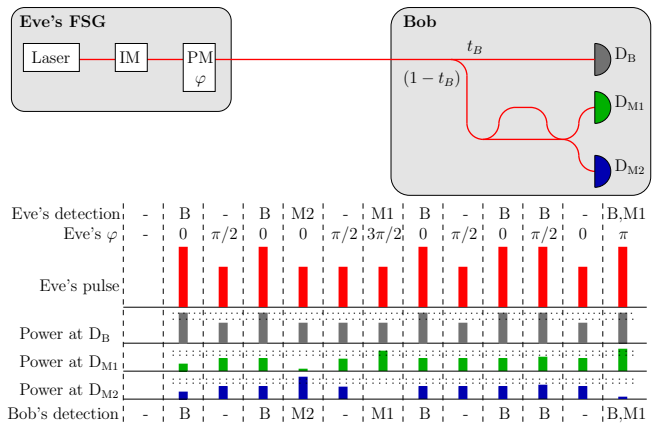 Eve's FSG
Laser
IM
PM
φ
Bob
t_B
(1 − t_B)
D_B
D_M1
D_M2
Eve's detection - B - B M2 - M1 B - B B - B,M1
Eve's φ - 0 π/2 0 0 π/2 3π/2 0 π/2 0 π/2 0 π
Eve's pulse
Power at D_B
Power at D_M1
Power at D_M2
Bob's detection - B - B M2 - M1 B - B B - B,M1